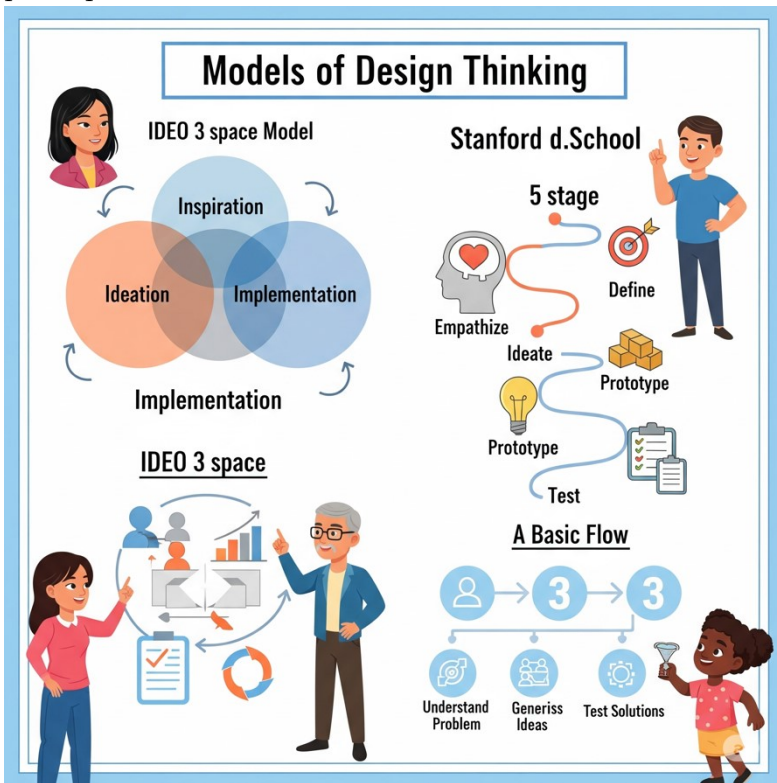 Models of Design Thinking
IDEO 3 space Model
Inspiration
Ideation
Implementation
Implementation
Stanford d.School
5 stage
Empathize
Define
Ideate
Prototype
Prototype
Test
IDEO 3 space
A Basic Flow
3
3
Understand
Problem
Generiss
Ideas
Test Solutions